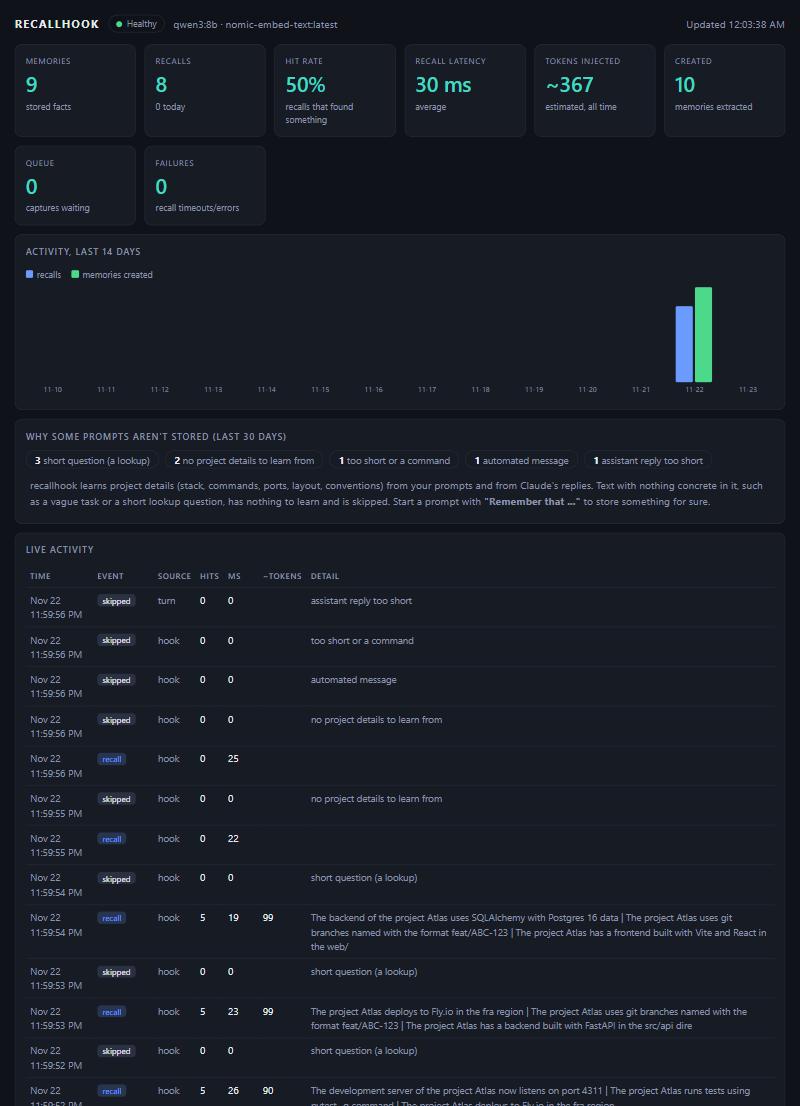 RECALLHOOK Healthy qwen3:8b · nomic-embed-text:latest Updated 12:03:38 AM
MEMORIES RECALLS HIT RATE RECALL LATENCY TOKENS INJECTED CREATED
9 8 50% 30 ms ~367 10
stored facts 0 today recalls that found average estimated, all time memories extracted
something
QUEUE FAILURES
0 0
captures waiting recall timeouts/errors
ACTIVITY, LAST 14 DAYS
recalls memories created
11-10 11-11 11-12 11-13 11-14 11-15 11-16 11-17 11-18 11-19 11-20 11-21 11-22 11-23
WHY SOME PROMPTS AREN'T STORED (LAST 30 DAYS)
3 short question (a lookup) 2 no project details to learn from 1 too short or a command 1 automated message 1 assistant reply too short
recallhook learns project details (stack, commands, ports, layout, conventions) from your prompts and from Claude's replies. Text with nothing concrete in it, such
as a vague task or a short lookup question, has nothing to learn and is skipped. Start a prompt with "Remember that ..." to store something for sure.
LIVE ACTIVITY
TIME EVENT SOURCE HITS MS ~TOKENS DETAIL
Nov 22 skipped turn 0 0 assistant reply too short
11:59:56 PM
Nov 22 skipped hook 0 0 too short or a command
11:59:56 PM
Nov 22 skipped hook 0 0 automated message
11:59:56 PM
Nov 22 skipped hook 0 0 no project details to learn from
11:59:56 PM
Nov 22 recall hook 0 25
11:59:56 PM
Nov 22 skipped hook 0 0 no project details to learn from
11:59:55 PM
Nov 22 recall hook 0 22
11:59:55 PM
Nov 22 skipped hook 0 0 short question (a lookup)
11:59:54 PM
Nov 22 recall hook 5 19 99 The backend of the project Atlas uses SQLAlchemy with Postgres 16 data | The project Atlas uses git
11:59:54 PM branches named with the format feat/ABC-123 | The project Atlas has a frontend built with Vite and React in
the web/
Nov 22 skipped hook 0 0 short question (a lookup)
11:59:53 PM
Nov 22 recall hook 5 23 99 The project Atlas deploys to Fly.io in the fra region | The project Atlas uses git branches named with the
11:59:53 PM format feat/ABC-123 | The project Atlas has a backend built with FastAPI in the src/api dire
Nov 22 skipped hook 0 0 short question (a lookup)
11:59:52 PM
Nov 22 recall hook 5 26 90 The development server of the project Atlas now listens on port 4311 | The project Atlas runs tests using
11:59:52 PM pytest -q command | The project Atlas deploys to Fly.io in the fra region